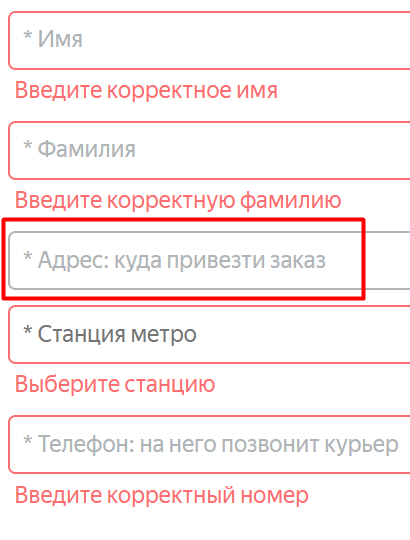 * Имя
Введите корректное имя
* Фамилия
Введите корректную фамилию
* Адрес: куда привезти заказ
* Станция метро
Выберите станцию
* Телефон: на него позвонит курьер
Введите корректный номер